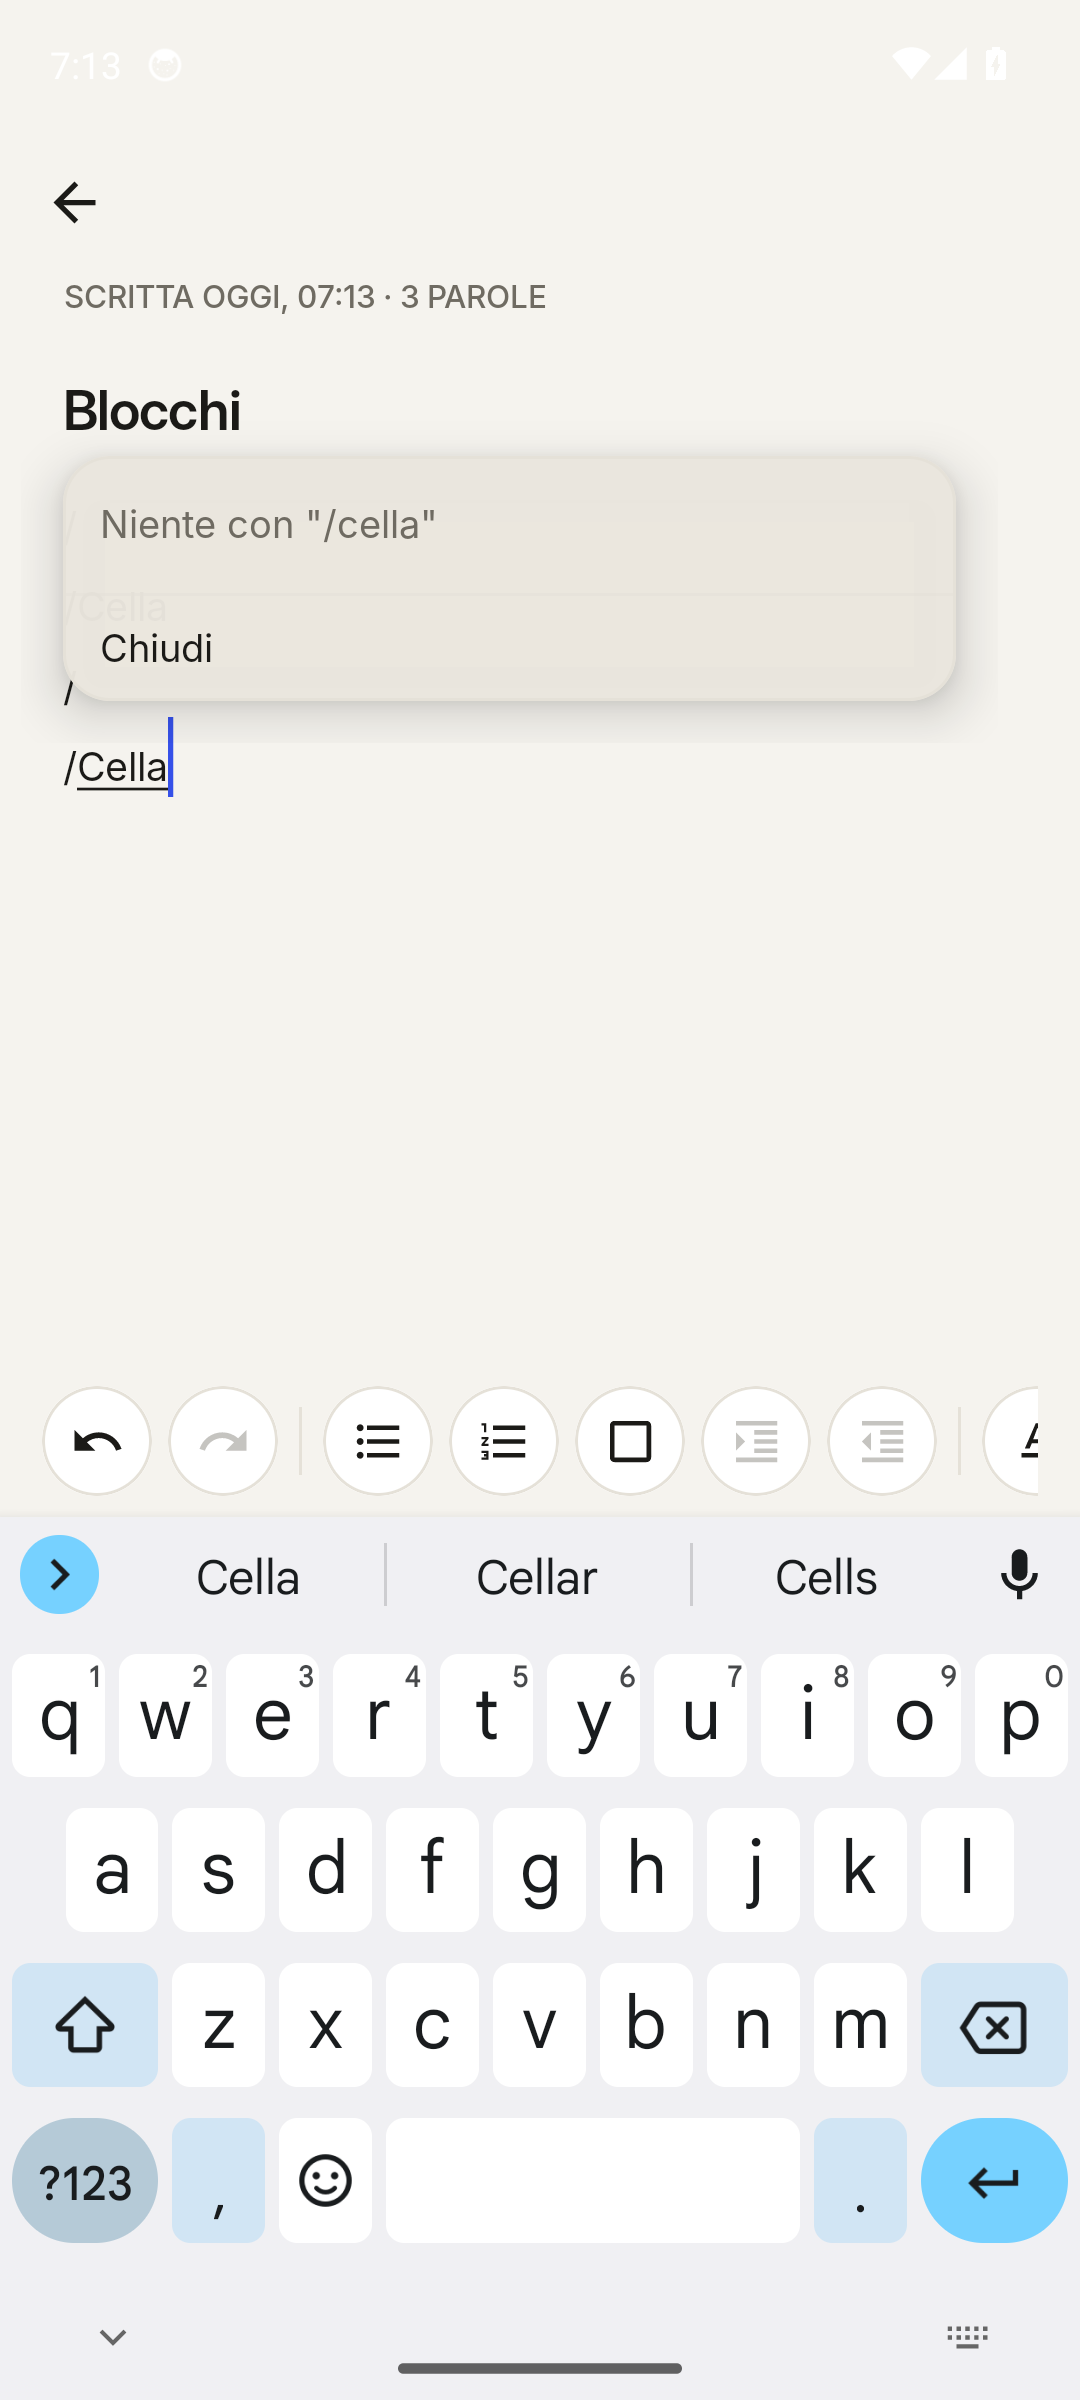 7:13
SCRITTA OGGI, 07:13 · 3 PAROLE
Blocchi
/
Niente con "/cella"
/Cella
Chiudi
/
/Cella
Cella Cellar Cells
1 2 3 4 5 6 7 8 9 0
q w e r t y u i o p
a s d f g h j k l
z x c v b n m
?123 , .